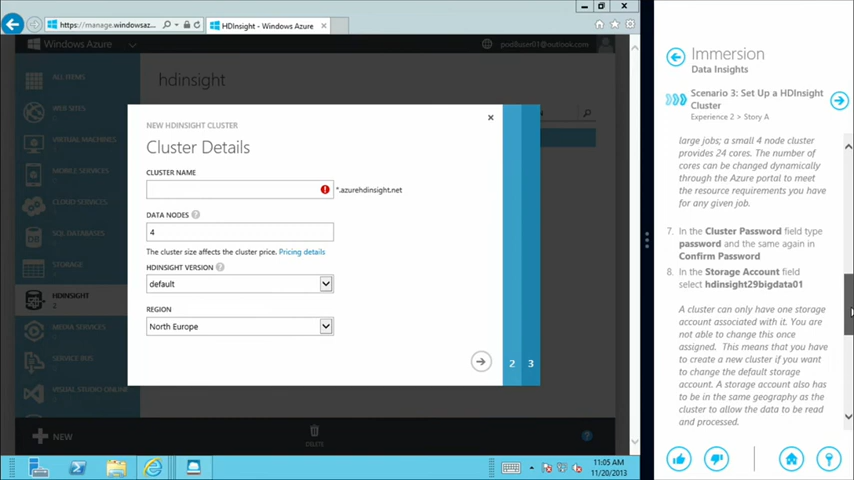 https://manage.windowsaz...
HDInsight - Windows Azure
Windows Azure
pod8user01@outlook.com
ALL ITEMS
WEB SITES
VIRTUAL MACHINES
MOBILE SERVICES
CLOUD SERVICES
SQL DATABASES
STORAGE
HDINSIGHT
2
MEDIA SERVICES
SERVICE BUS
VISUAL STUDIO ONLINE
hdinsight
NEW HDINSIGHT CLUSTER
Cluster Details
CLUSTER NAME
*.azurehdinsight.net
DATA NODES
4
The cluster size affects the cluster price. Pricing details
HDINSIGHT VERSION
default
REGION
North Europe
2 3
NEW
DELETE
11:05 AM
11/20/2013
Immersion
Data Insights
Scenario 3: Set Up a HDInsight
Cluster
Experience 2 > Story A
large jobs; a small 4 node cluster
provides 24 cores. The number of
cores can be changed dynamically
through the Azure portal to meet
the resource requirements you have
for any given job.
7. In the Cluster Password field type
password and the same again in
Confirm Password
8. In the Storage Account field
select hdinsight29bigdata01
A cluster can only have one storage
account associated with it. You are
not able to change this once
assigned. This means that you have
to create a new cluster if you want
to change the default storage
account. A storage account also has
to be in the same geography as the
cluster to allow the data to be read
and processed.